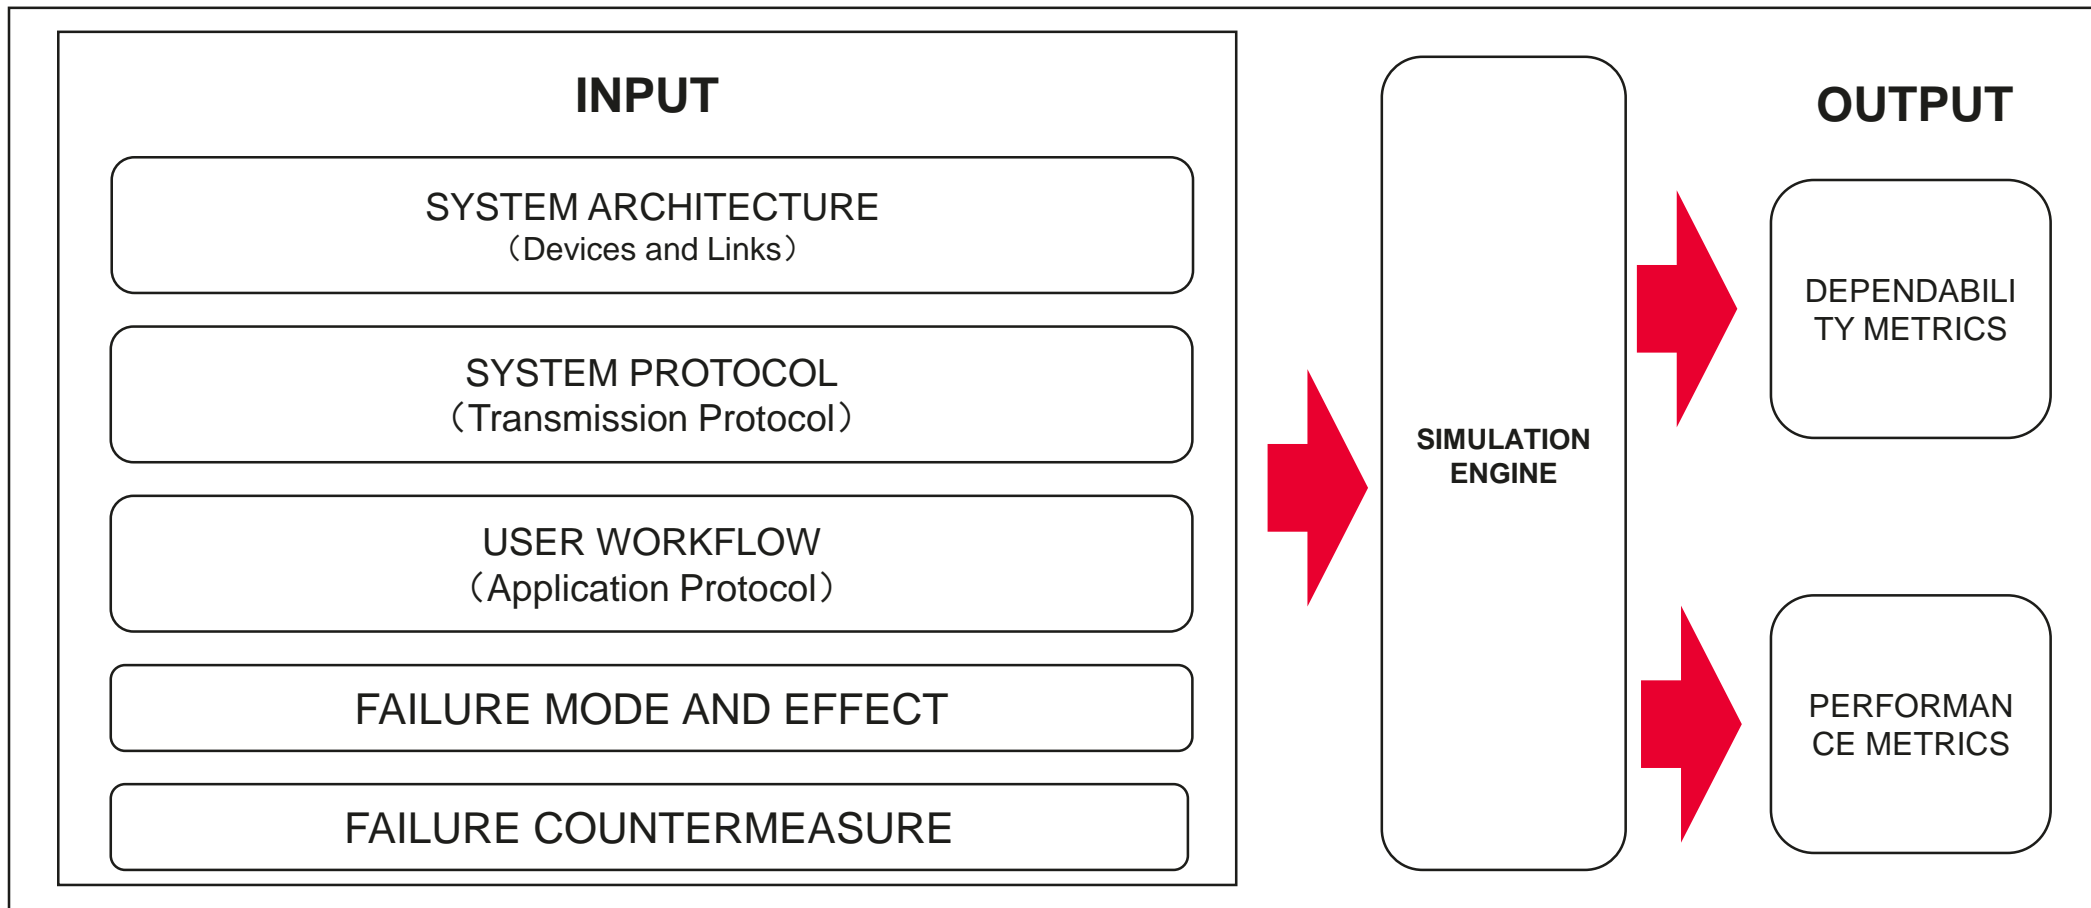 INPUT
SYSTEM ARCHITECTURE
（Devices and Links）
SYSTEM PROTOCOL
（Transmission Protocol）
USER WORKFLOW
（Application Protocol）
FAILURE MODE AND EFFECT
FAILURE COUNTERMEASURE
SIMULATION
ENGINE
OUTPUT
DEPENDABILI
TY METRICS
PERFORMAN
CE METRICS